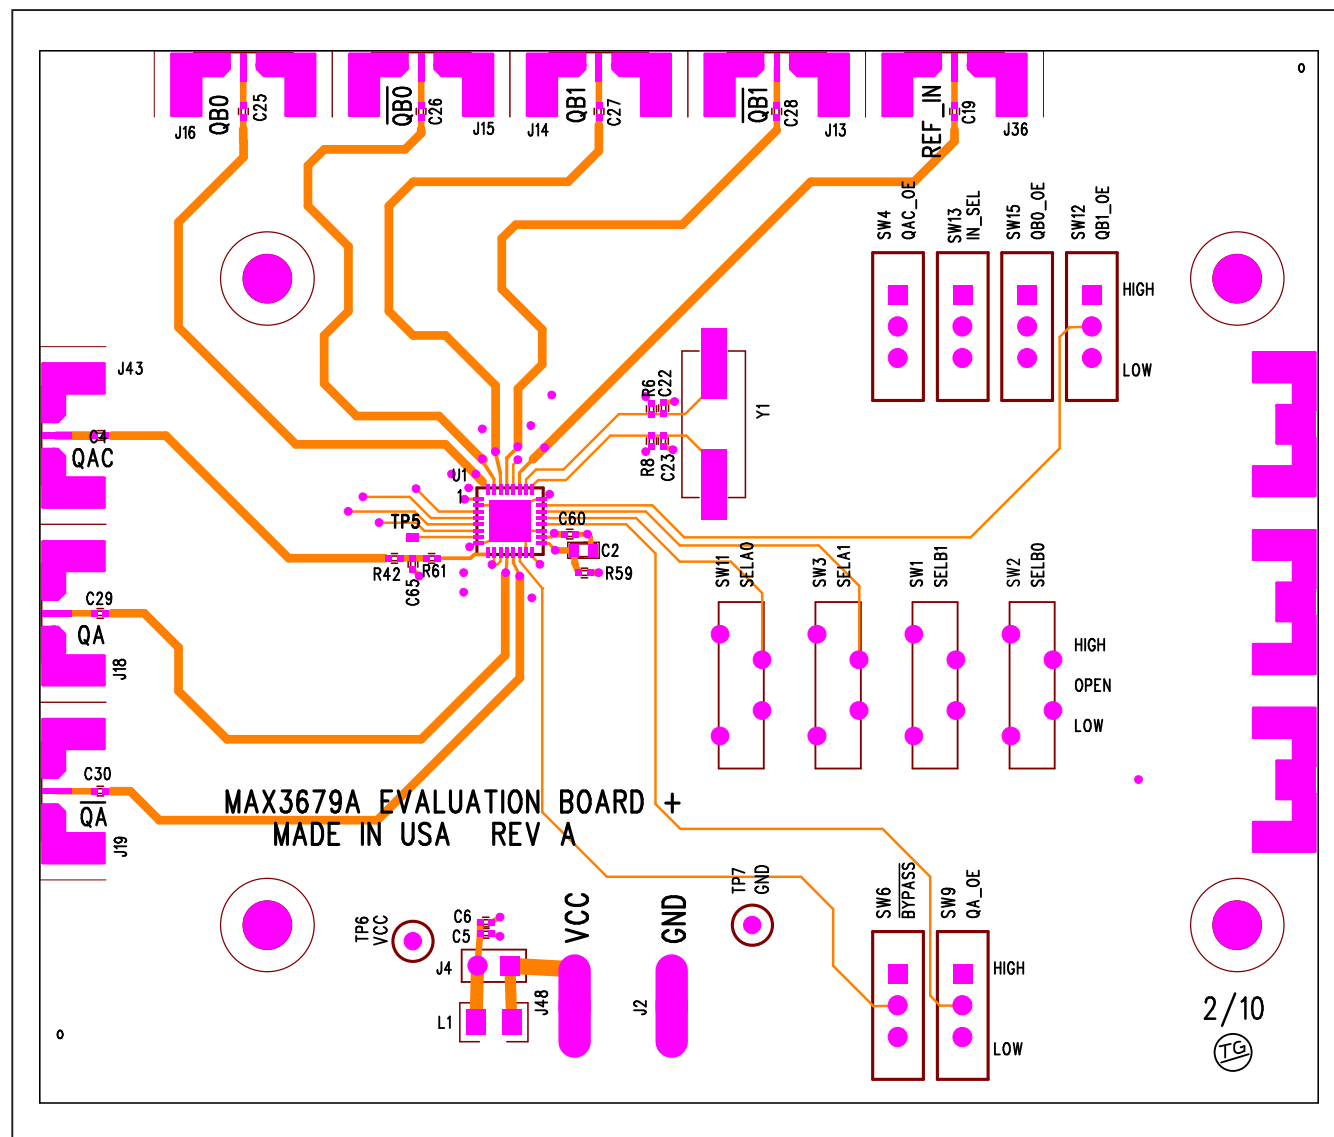 QB0
C25
J16
QB0
C26
J15
QB1
C27
J14
QB1
C28
J13
REF_IN
C19
J36
SW4
QAC_OE
SW13
IN_SEL
SW15
QB0_OE
SW12
QB1_OE
HIGH
LOW
J43
C4
QAC
R6
C22
Y1
R8
C23
U1
1
TP5
C60
C2
R59
R42
C65
R61
C29
QA
J18
SW11
SELA0
SW3
SELA1
SW1
SELB1
SW2
SELB0
HIGH
OPEN
LOW
C30
QA
J19
MAX3679A EVALUATION BOARD +
MADE IN USA REV A
TP6
VCC
C6
C5
J4
L1
J48
VCC
J2
GND
TP7
GND
SW6
BYPASS
SW9
QA_OE
HIGH
LOW
2/10
TG